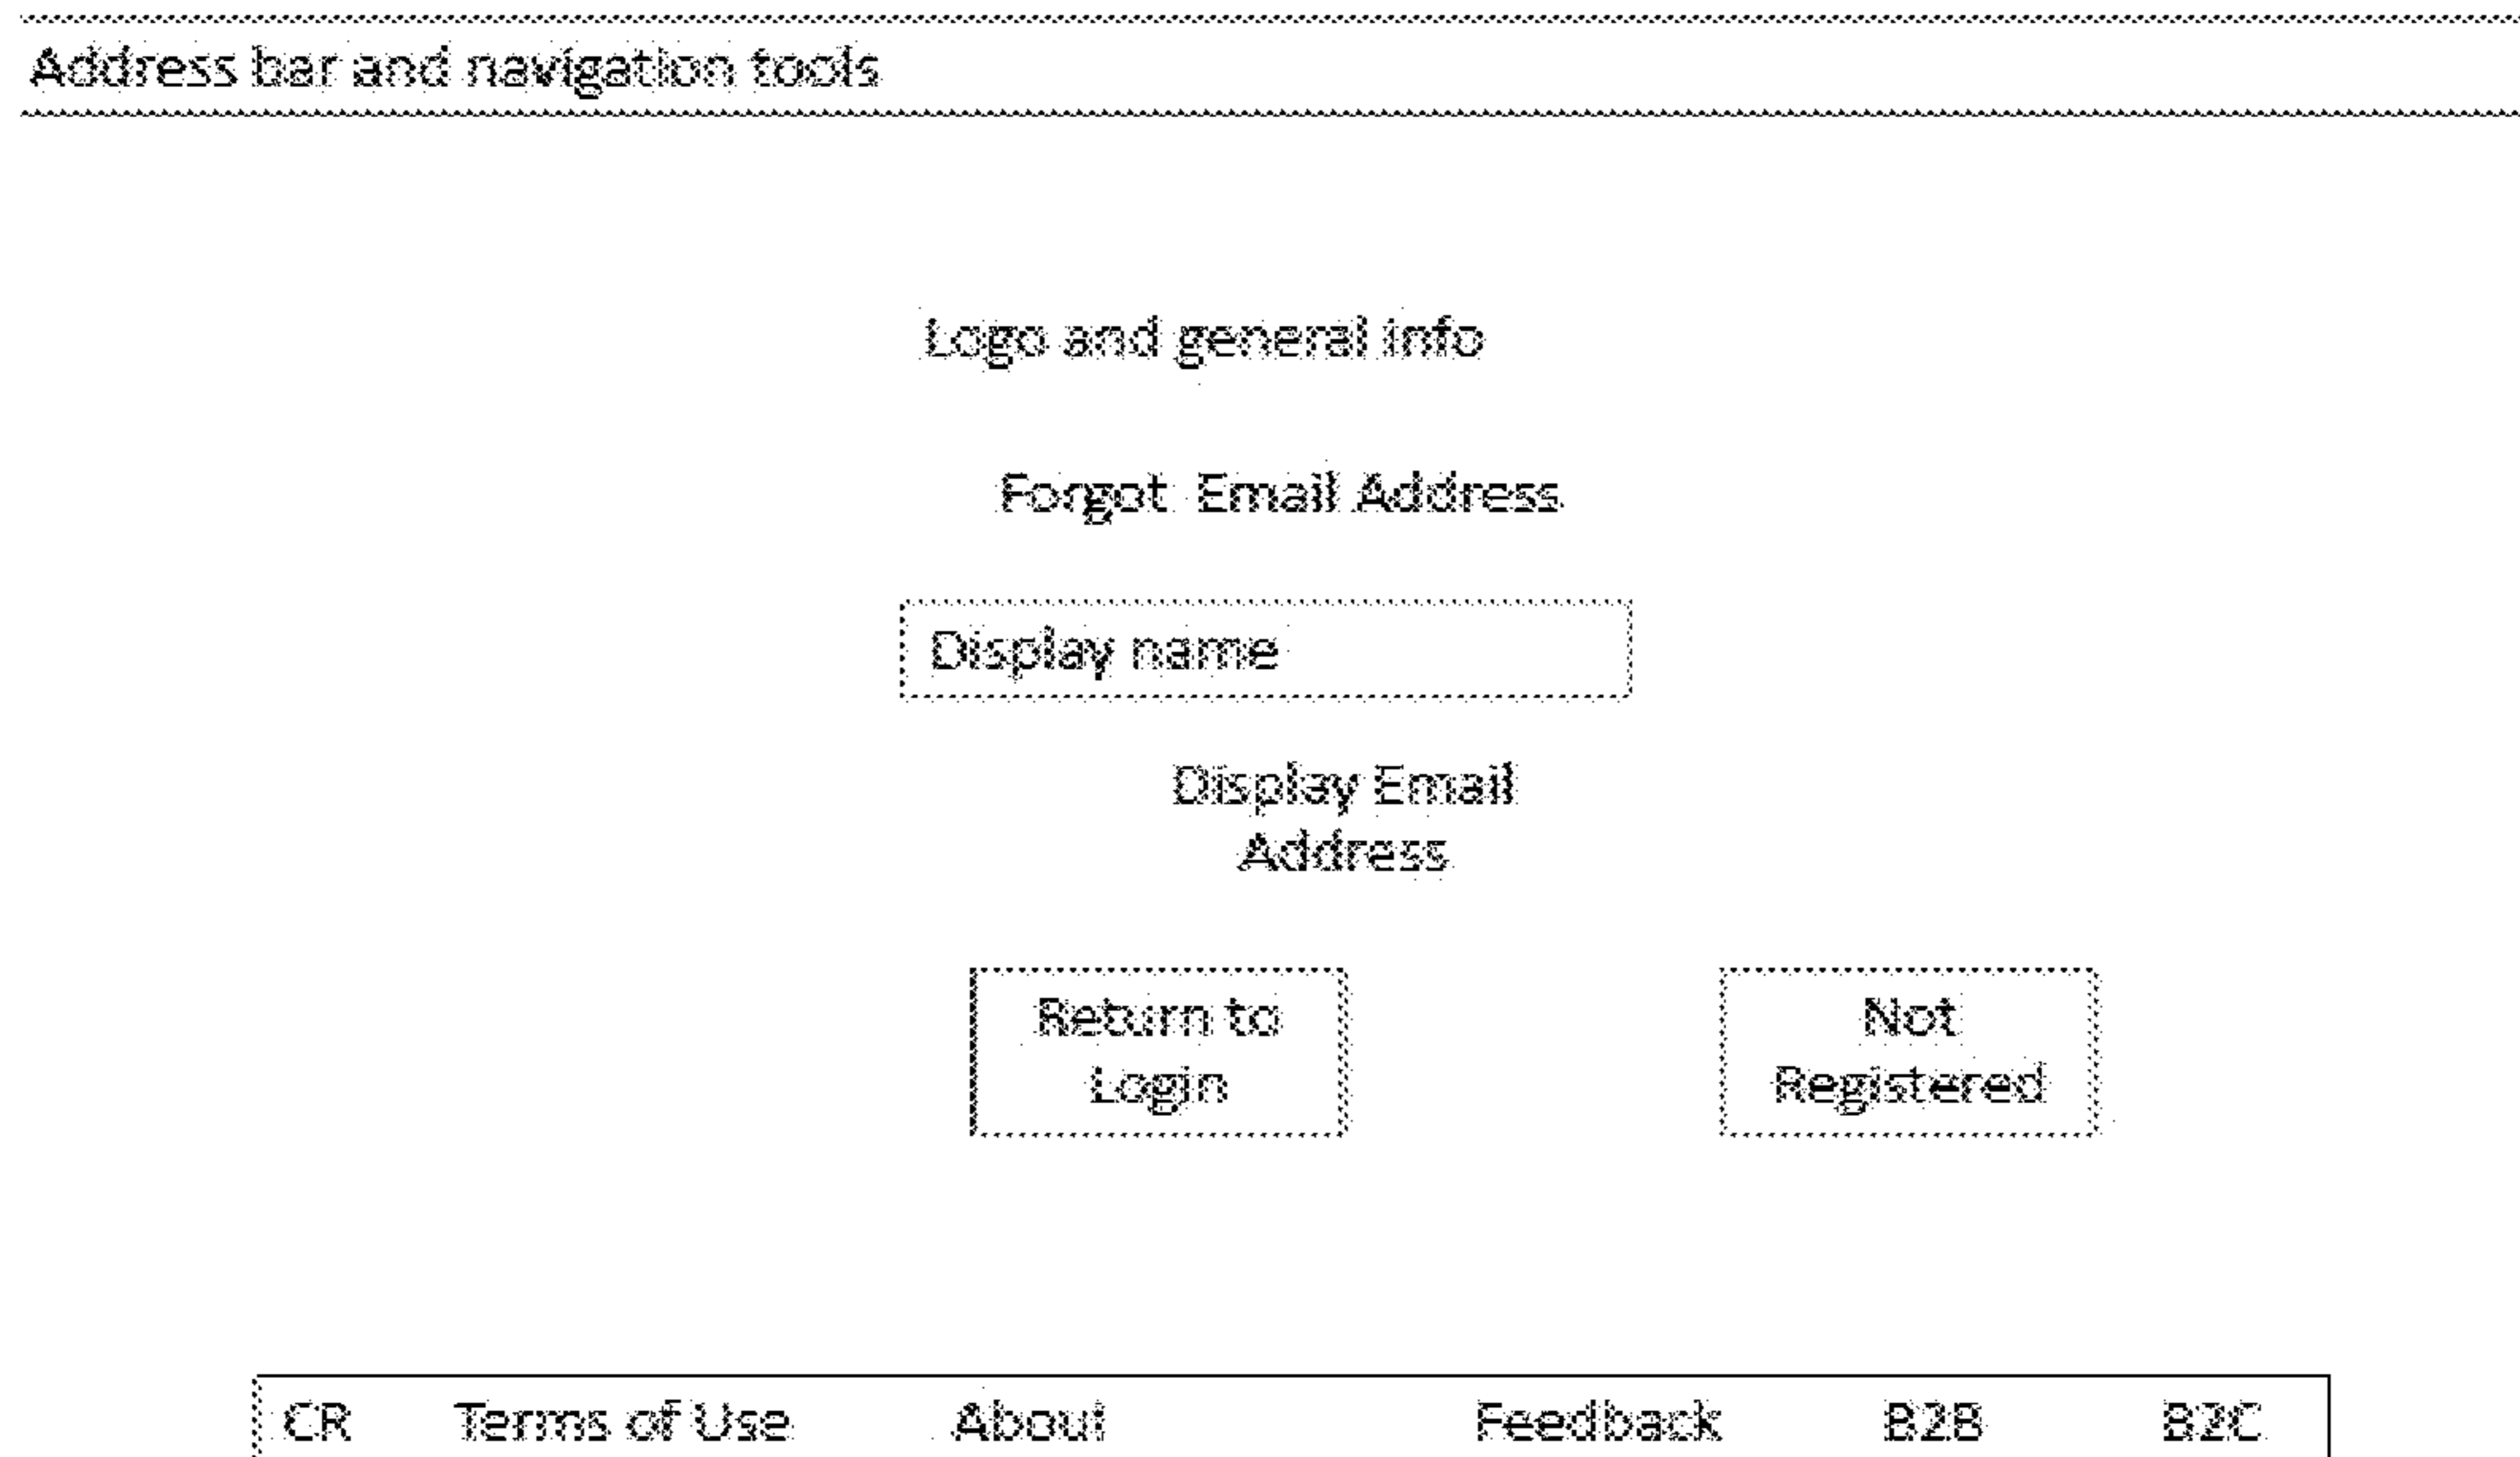 Address bar and navigation tools
Logo and general info
Forgot Email Address
Display name
Display Email
Address
Return to
Login
Not
Registered
CR Terms of Use About Feedback B2B B2C